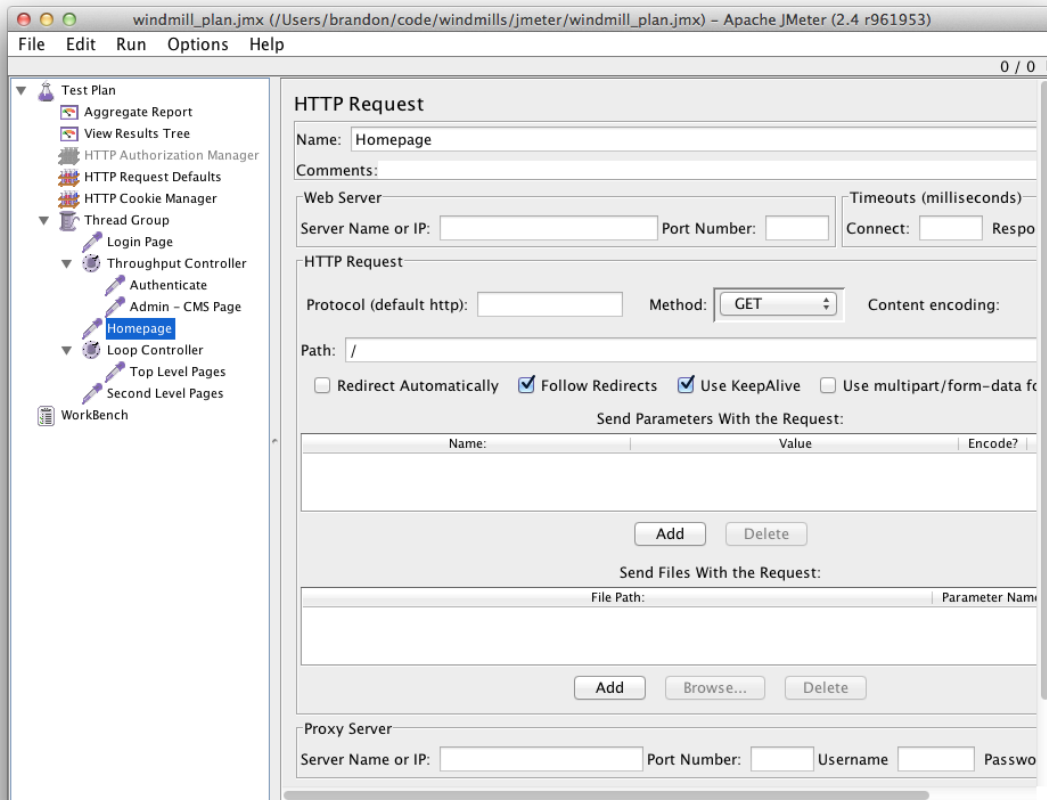 windmill_plan.jmx (/Users/brandon/code/windmills/jmeter/windmill_plan.jmx) – Apache JMeter (2.4 r961953)
File Edit Run Options Help
0 / 0
Test Plan
Aggregate Report
View Results Tree
HTTP Authorization Manager
HTTP Request Defaults
HTTP Cookie Manager
Thread Group
Login Page
Throughput Controller
Authenticate
Admin – CMS Page
Homepage
Loop Controller
Top Level Pages
Second Level Pages
WorkBench
HTTP Request
Name: Homepage
Comments:
Web Server
Server Name or IP: Port Number:
Timeouts (milliseconds)
Connect: Respo
HTTP Request
Protocol (default http): Method: GET Content encoding:
Path: /
Redirect Automatically Follow Redirects Use KeepAlive Use multipart/form-data fo
Send Parameters With the Request:
Name: Value Encode?
Add Delete
Send Files With the Request:
File Path: Parameter Name
Add Browse... Delete
Proxy Server
Server Name or IP: Port Number: Username Passwo